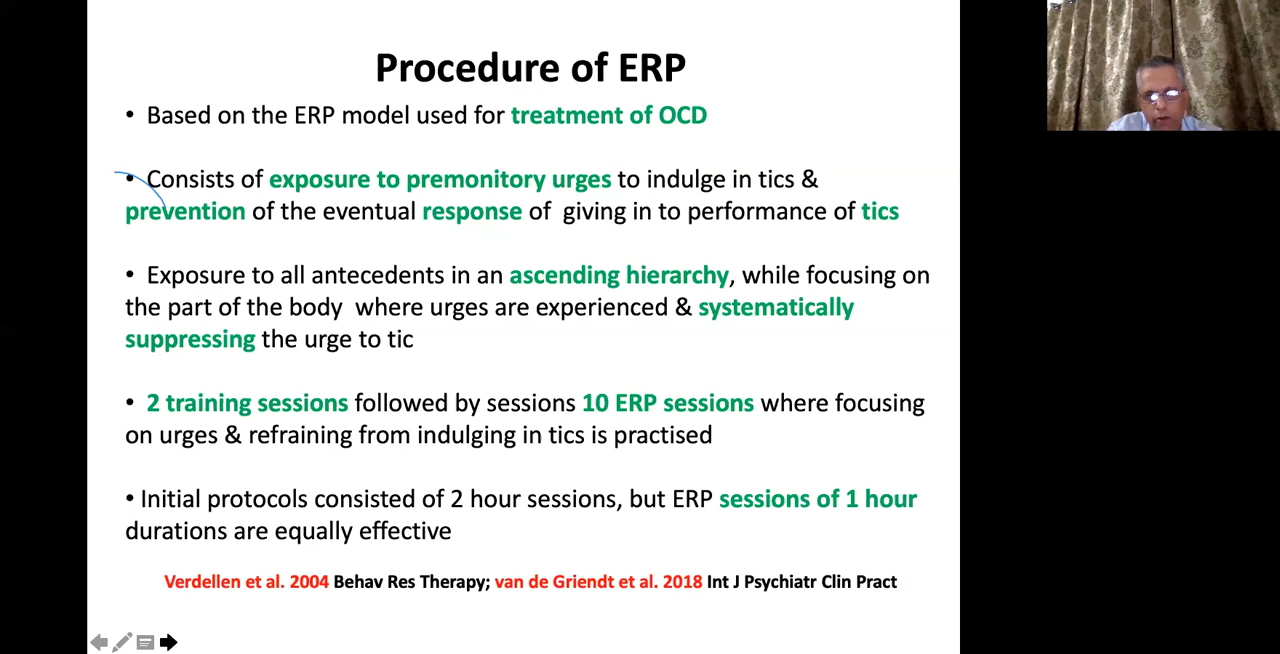 Procedure of ERP
• Based on the ERP model used for treatment of OCD
• Consists of exposure to premonitory urges to indulge in tics &
prevention of the eventual response of giving in to performance of tics
• Exposure to all antecedents in an ascending hierarchy, while focusing on
the part of the body where urges are experienced & systematically
suppressing the urge to tic
• 2 training sessions followed by sessions 10 ERP sessions where focusing
on urges & refraining from indulging in tics is practised
• Initial protocols consisted of 2 hour sessions, but ERP sessions of 1 hour
durations are equally effective
Verdellen et al. 2004 Behav Res Therapy; van de Griendt et al. 2018 Int J Psychiatr Clin Pract